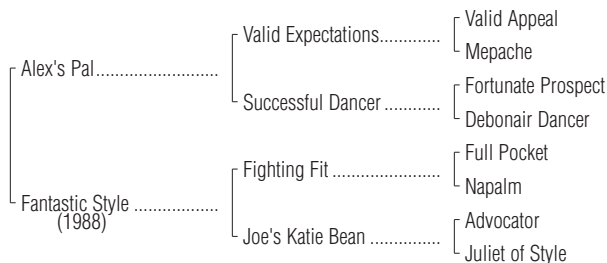 Valid Appeal
Valid Expectations.............
Mepache
Alex's Pal..........................
Fortunate Prospect
Successful Dancer ............
Debonair Dancer
Full Pocket
Fighting Fit .......................
Napalm
Fantastic Style ..................
(1988)
Advocator
Joe's Katie Bean ...............
Juliet of Style